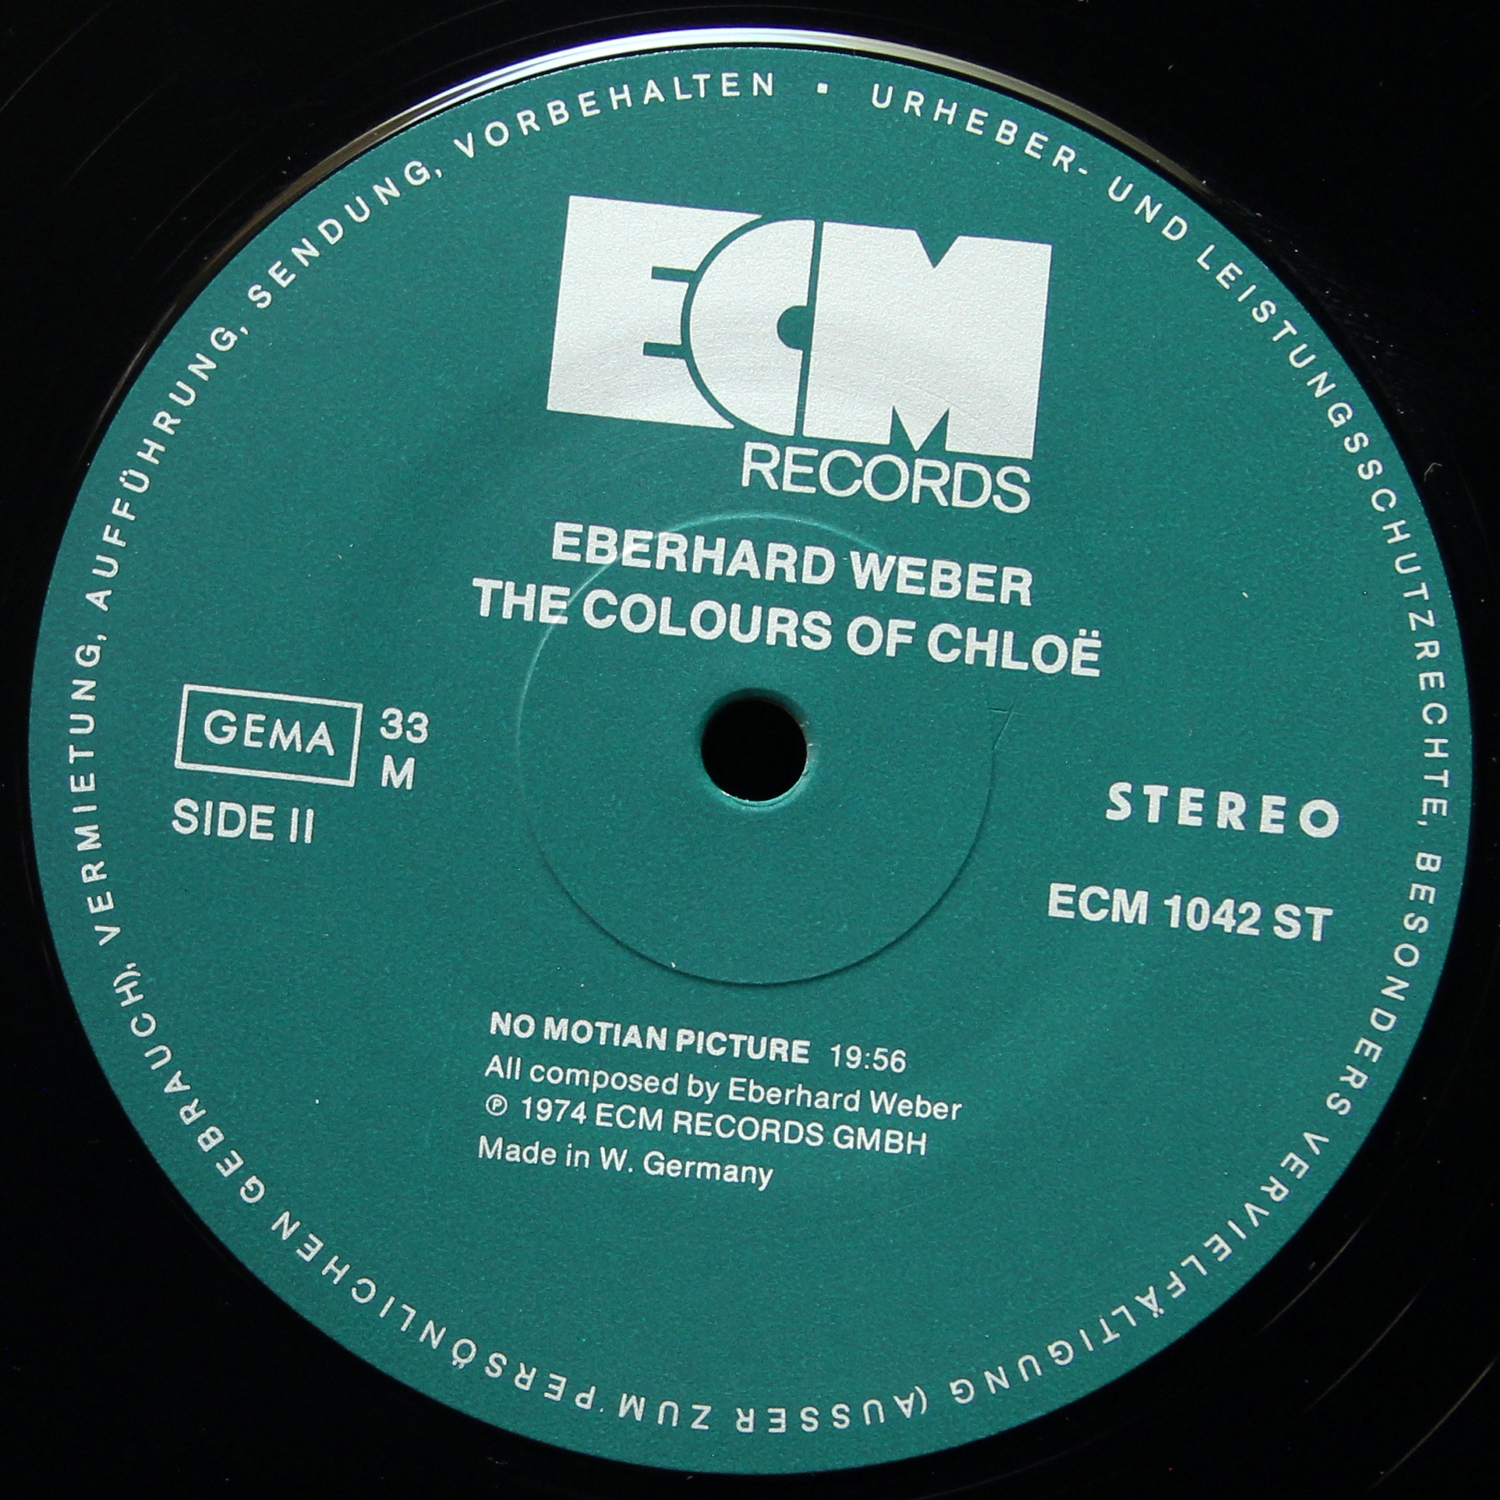 URHEBER- UND LEISTUNGSSCHUTZRECHTE, BESONDERS VERVIELFÄLTIGUNG (AUSSER ZUM PERSÖNLICHEN GEBRAUCH), VERMIETUNG, AUFFÜHRUNG, SENDUNG, VORBEHALTEN ▪
ECM
RECORDS
EBERHARD WEBER
THE COLOURS OF CHLOË
GEMA 33
M
SIDE II
STEREO
ECM 1042 ST
NO MOTIAN PICTURE 19:56
All composed by Eberhard Weber
℗ 1974 ECM RECORDS GMBH
Made in W. Germany